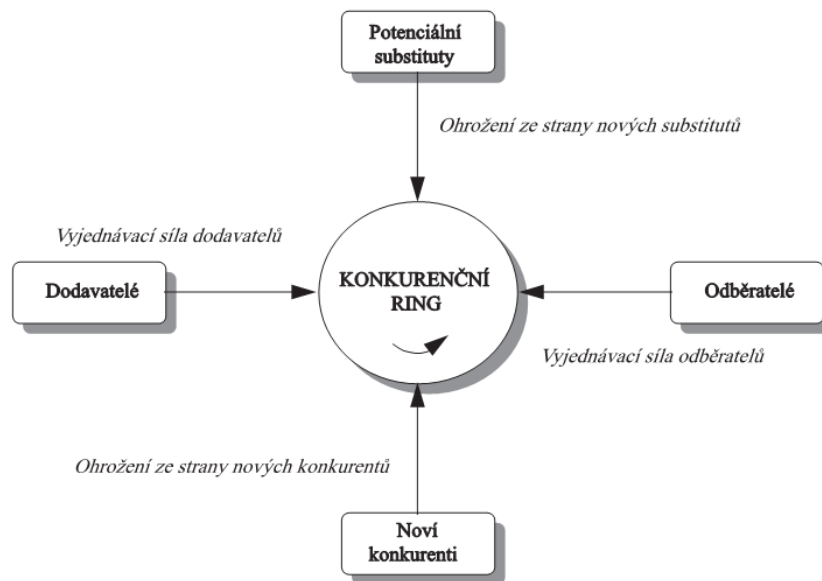 Potenciální
substituty
Ohrožení ze strany nových substitutů
Vyjednávací síla dodavatelů
Dodavatelé
KONKURENČNÍ
RING
Odběratelé
Vyjednávací síla odběratelů
Ohrožení ze strany nových konkurentů
Noví
konkurenti